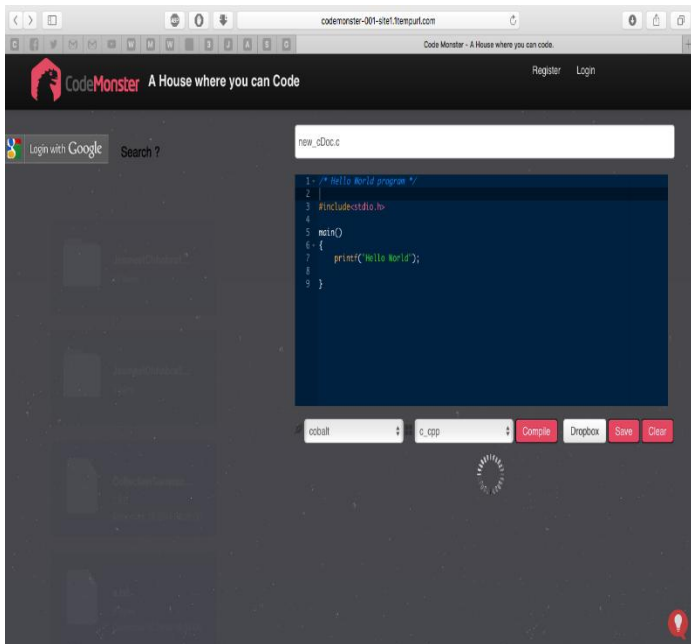 codemonster-001-site1.1tempurl.com
Code Monster - A House where you can code.
CodeMonster A House where you can Code
Register Login
Login with Google
Search ?
new_cDoc.c
1 /* Hello World program */
2
3 #include<stdio.h>
4
5 main()
6 {
7 printf("Hello World");
8
9 }
cobalt
c_cpp
Compile
Dropbox
Save
Clear